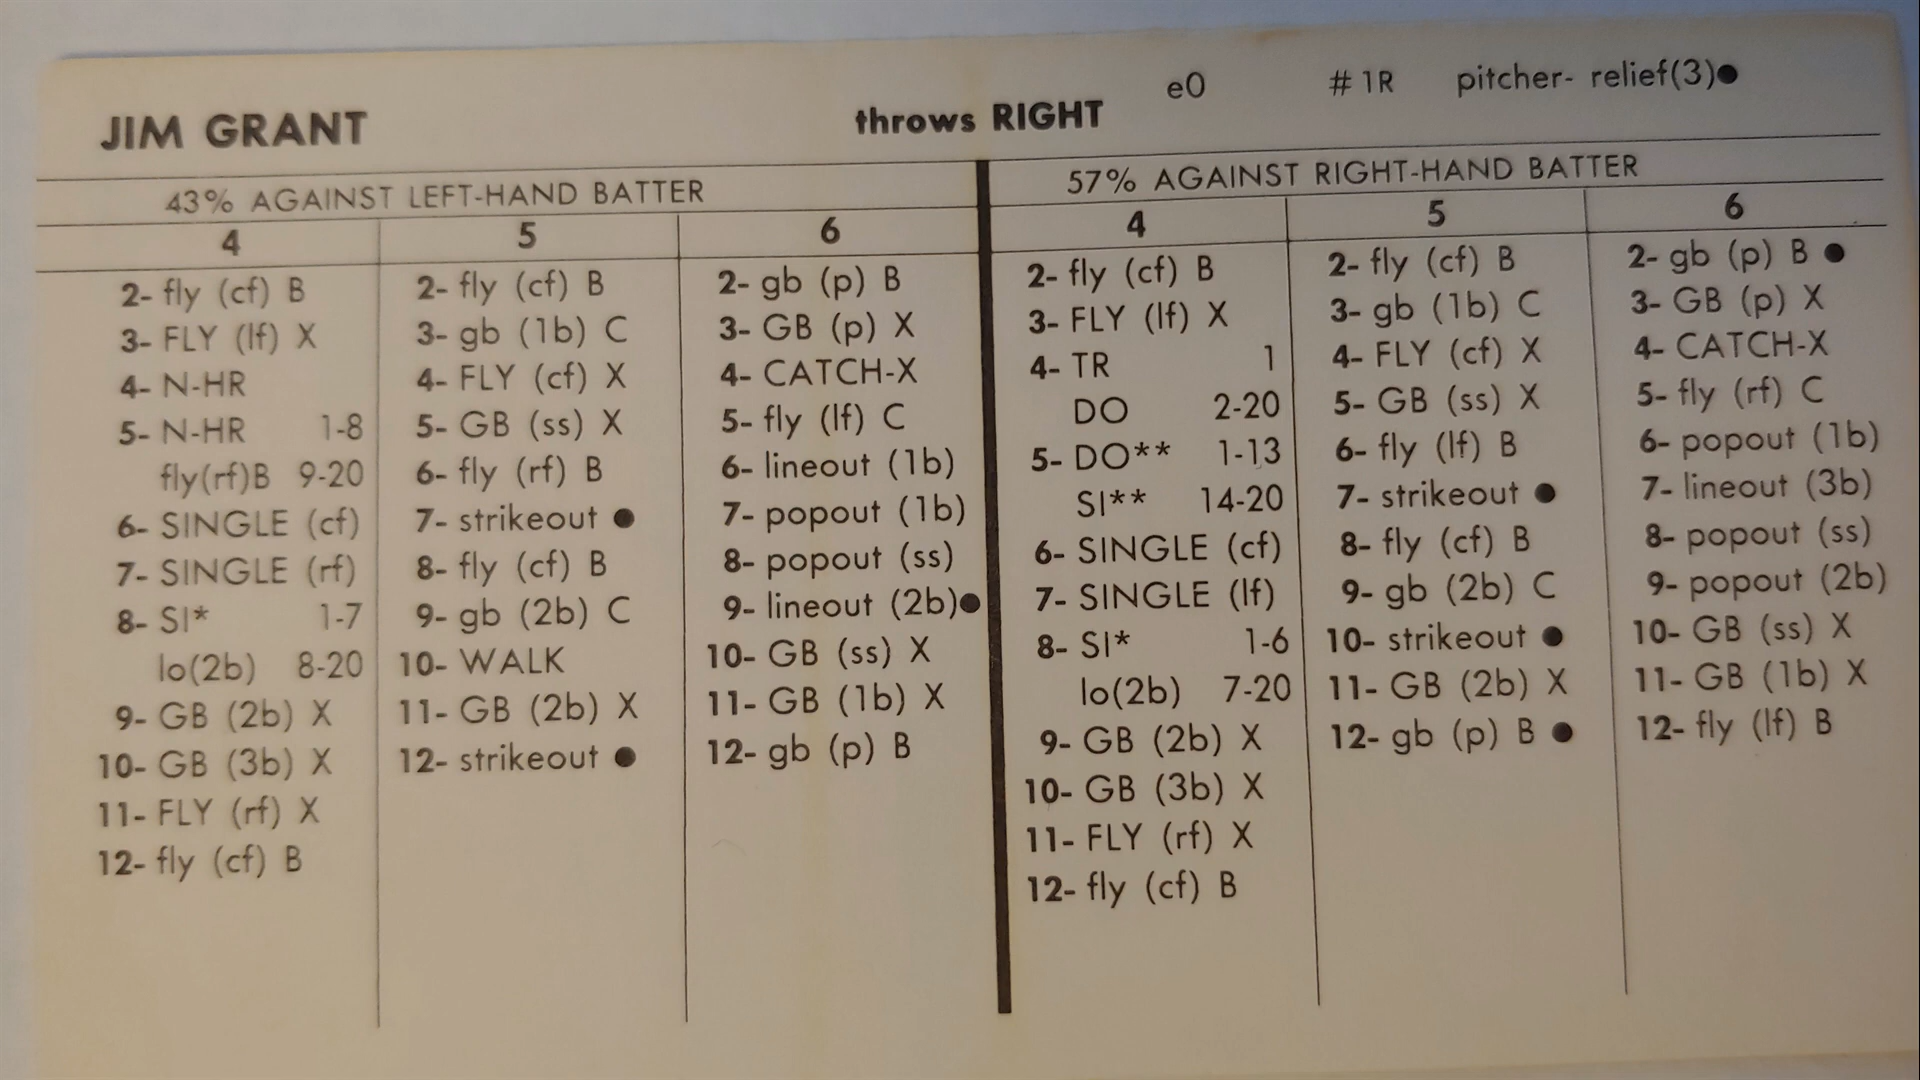 JIM GRANT throws RIGHT e0 # 1R pitcher- relief(3)●
43% AGAINST LEFT-HAND BATTER
4
2- fly (cf) B
3- FLY (lf) X
4- N-HR
5- N-HR 1-8
fly(rf)B 9-20
6- SINGLE (cf)
7- SINGLE (rf)
8- SI* 1-7
lo(2b) 8-20
9- GB (2b) X
10- GB (3b) X
11- FLY (rf) X
12- fly (cf) B
5
2- fly (cf) B
3- gb (1b) C
4- FLY (cf) X
5- GB (ss) X
6- fly (rf) B
7- strikeout ●
8- fly (cf) B
9- gb (2b) C
10- WALK
11- GB (2b) X
12- strikeout ●
6
2- gb (p) B
3- GB (p) X
4- CATCH-X
5- fly (lf) C
6- lineout (1b)
7- popout (1b)
8- popout (ss)
9- lineout (2b)●
10- GB (ss) X
11- GB (1b) X
12- gb (p) B
57% AGAINST RIGHT-HAND BATTER
4
2- fly (cf) B
3- FLY (lf) X
4- TR 1
DO 2-20
5- DO** 1-13
SI** 14-20
6- SINGLE (cf)
7- SINGLE (lf)
8- SI* 1-6
lo(2b) 7-20
9- GB (2b) X
10- GB (3b) X
11- FLY (rf) X
12- fly (cf) B
5
2- fly (cf) B
3- gb (1b) C
4- FLY (cf) X
5- GB (ss) X
6- fly (lf) B
7- strikeout ●
8- fly (cf) B
9- gb (2b) C
10- strikeout ●
11- GB (2b) X
12- gb (p) B ●
6
2- gb (p) B ●
3- GB (p) X
4- CATCH-X
5- fly (rf) C
6- popout (1b)
7- lineout (3b)
8- popout (ss)
9- popout (2b)
10- GB (ss) X
11- GB (1b) X
12- fly (lf) B